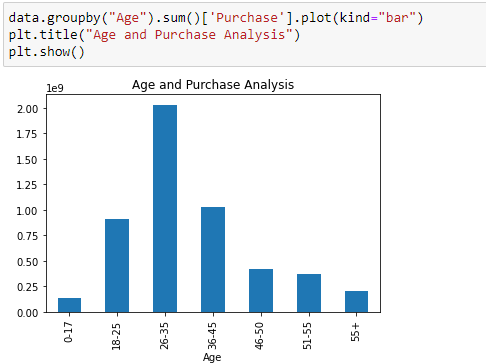 data.groupby("Age").sum()['Purchase'].plot(kind="bar")
plt.title("Age and Purchase Analysis")
plt.show()
Age and Purchase Analysis
1e9
2.00
1.75
1.50
1.25
1.00
0.75
0.50
0.25
0.00
0-17
18-25
26-35
36-45
46-50
51-55
55+
Age